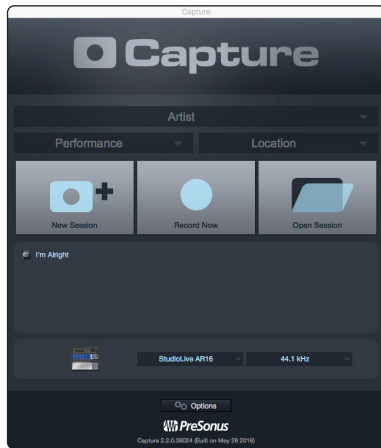 Capture
Capture
Artist
Performance Location
New Session Record Now Open Session
I'm Alright
StudioLive AR16 44.1 kHz
Options
PreSonus
Capture 2.2.0.38024 (Built on May 26 2016)